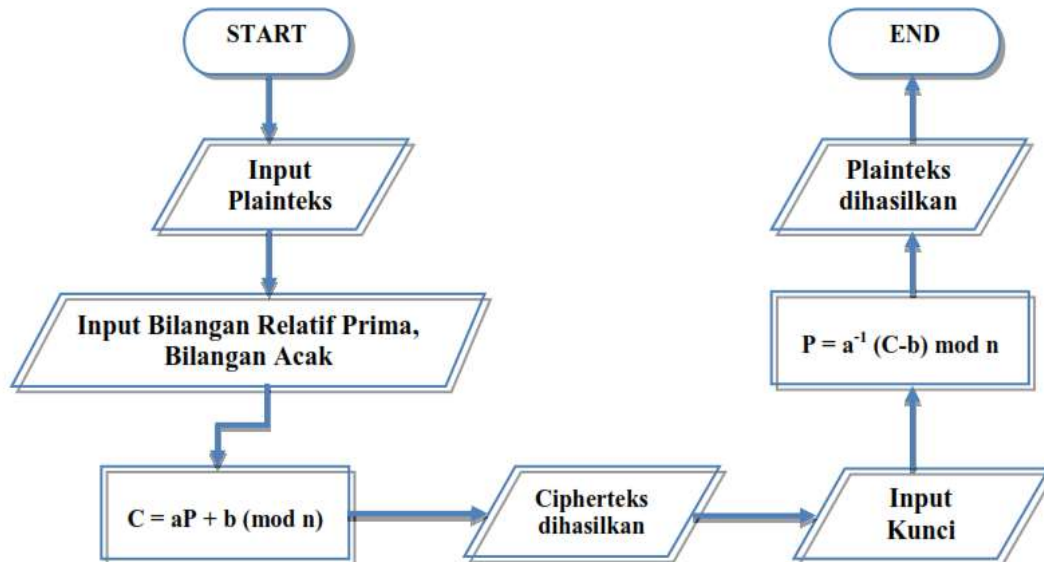 START
Input
Plainteks
Input Bilangan Relatif Prima,
Bilangan Acak
C = aP + b (mod n)
Cipherteks
dihasilkan
Input
Kunci
P = a⁻¹ (C-b) mod n
Plainteks
dihasilkan
END